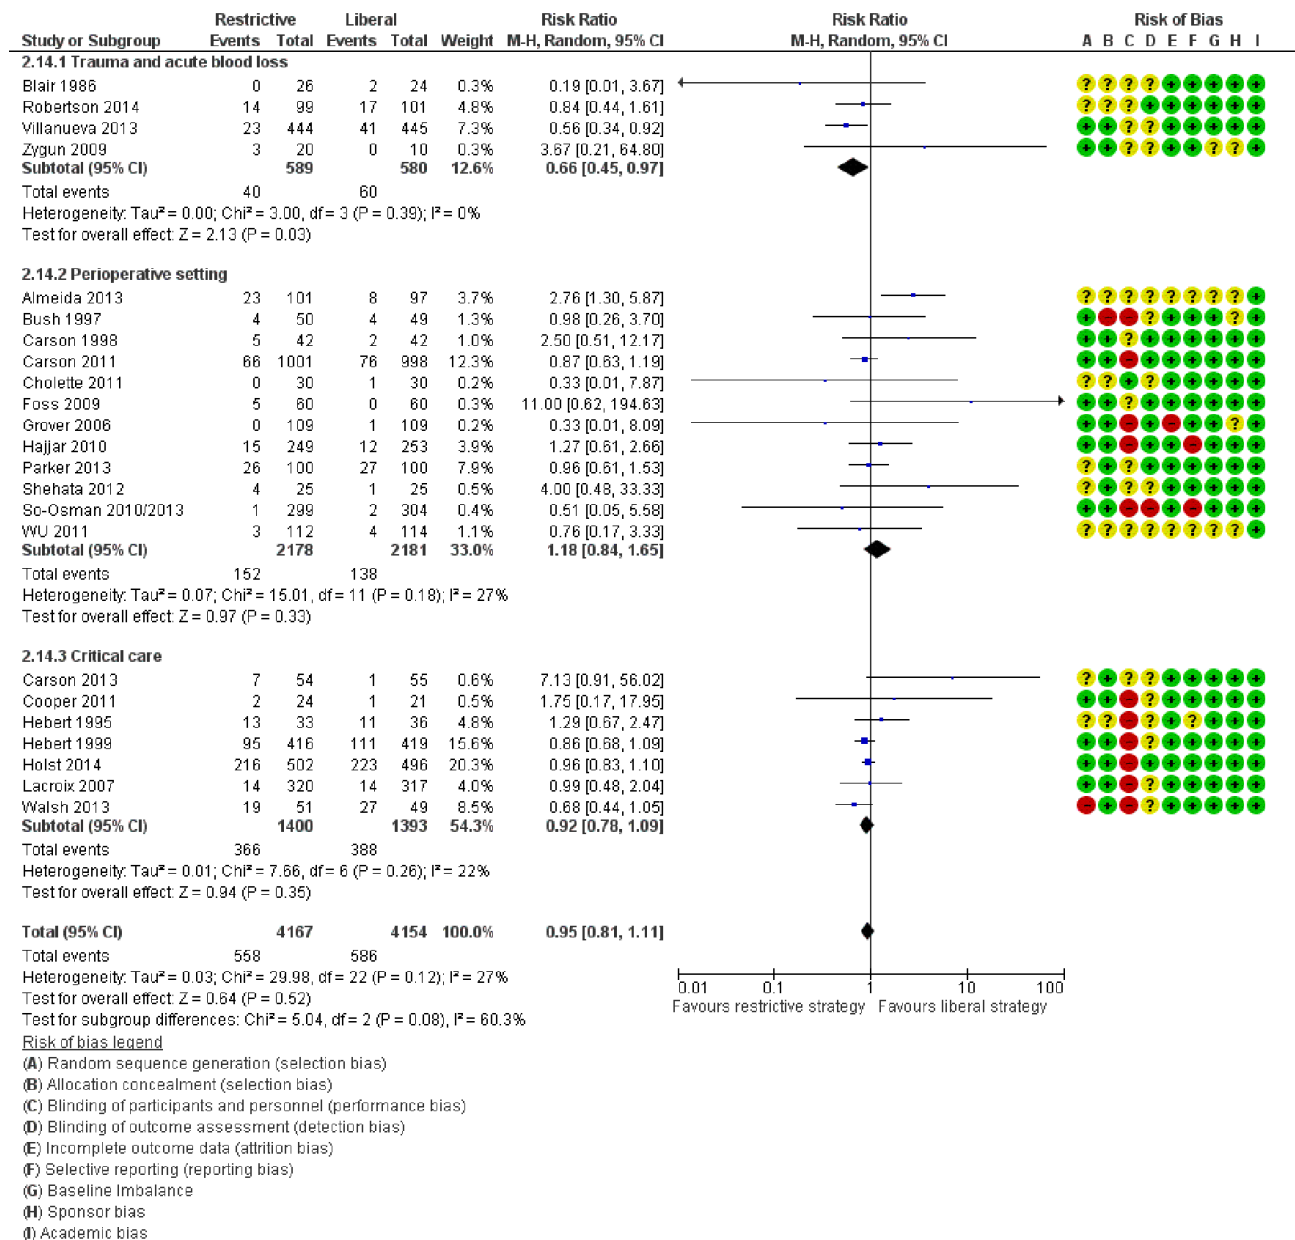 Restrictive Liberal Risk Ratio Risk Ratio Risk of Bias
Study or Subgroup Events Total Events Total Weight M-H, Random, 95% CI M-H, Random, 95% CI A B C D E F G H I
2.14.1 Trauma and acute blood loss
Blair 1986 0 26 2 24 0.3% 0.19 [0.01, 3.67] ? ? ? ? + + + + +
Robertson 2014 14 99 17 101 4.8% 0.84 [0.44, 1.61] ? ? ? + + + + + +
Villanueva 2013 23 444 41 445 7.3% 0.56 [0.34, 0.92] + + ? ? + + + + +
Zygun 2009 3 20 0 10 0.3% 3.67 [0.21, 64.80] + + ? ? + + ? ? +
Subtotal (95% CI) 589 580 12.6% 0.66 [0.45, 0.97]
Total events 40 60
Heterogeneity: Tau² = 0.00; Chi² = 3.00, df = 3 (P = 0.39); I² = 0%
Test for overall effect: Z = 2.13 (P = 0.03)
2.14.2 Perioperative setting
Almeida 2013 23 101 8 97 3.7% 2.76 [1.30, 5.87] ? ? ? ? ? ? ? ? +
Bush 1997 4 50 4 49 1.3% 0.98 [0.26, 3.70] + - - ? + + + ? +
Carson 1998 5 42 2 42 1.0% 2.50 [0.51, 12.17] + + ? + + + + + +
Carson 2011 66 1001 76 998 12.3% 0.87 [0.63, 1.19] + + - + + + + + +
Cholette 2011 0 30 1 30 0.2% 0.33 [0.01, 7.87] ? ? + ? + + + + +
Foss 2009 5 60 0 60 0.3% 11.00 [0.62, 194.63] + + ? + + + + + +
Grover 2006 0 109 1 109 0.2% 0.33 [0.01, 8.09] + + - + - + + ? +
Hajjar 2010 15 249 12 253 3.9% 1.27 [0.61, 2.66] + + - + + - + + +
Parker 2013 26 100 27 100 7.9% 0.96 [0.61, 1.53] ? + ? + + + + + +
Shehata 2012 4 25 1 25 0.5% 4.00 [0.48, 33.33] ? + ? ? + + + + +
So-Osman 2010/2013 1 299 2 304 0.4% 0.51 [0.05, 5.58] + + - - + - + + +
WU 2011 3 112 4 114 1.1% 0.76 [0.17, 3.33] ? ? ? ? ? ? ? ? +
Subtotal (95% CI) 2178 2181 33.0% 1.18 [0.84, 1.65]
Total events 152 138
Heterogeneity: Tau² = 0.07; Chi² = 15.01, df = 11 (P = 0.18); I² = 27%
Test for overall effect: Z = 0.97 (P = 0.33)
2.14.3 Critical care
Carson 2013 7 54 1 55 0.6% 7.13 [0.91, 56.02] ? + ? ? + + + + +
Cooper 2011 2 24 1 21 0.5% 1.75 [0.17, 17.95] + + - ? + + + + +
Hebert 1995 13 33 11 36 4.8% 1.29 [0.67, 2.47] ? ? - ? + ? + + +
Hebert 1999 95 416 111 419 15.6% 0.86 [0.68, 1.09] + + - ? + + + + +
Holst 2014 216 502 223 496 20.3% 0.96 [0.83, 1.10] + + - + + + + + +
Lacroix 2007 14 320 14 317 4.0% 0.99 [0.48, 2.04] + + - ? + + + + +
Walsh 2013 19 51 27 49 8.5% 0.68 [0.44, 1.05] - + - ? + + + + +
Subtotal (95% CI) 1400 1393 54.3% 0.92 [0.78, 1.09]
Total events 366 388
Heterogeneity: Tau² = 0.01; Chi² = 7.66, df = 6 (P = 0.26); I² = 22%
Test for overall effect: Z = 0.94 (P = 0.35)
Total (95% CI) 4167 4154 100.0% 0.95 [0.81, 1.11]
Total events 558 586
Heterogeneity: Tau² = 0.03; Chi² = 29.98, df = 22 (P = 0.12); I² = 27%
Test for overall effect: Z = 0.64 (P = 0.52)
Test for subgroup differences: Chi² = 5.04, df = 2 (P = 0.08), I² = 60.3%
0.01 0.1 1 10 100
Favours restrictive strategy Favours liberal strategy
Risk of bias legend
(A) Random sequence generation (selection bias)
(B) Allocation concealment (selection bias)
(C) Blinding of participants and personnel (performance bias)
(D) Blinding of outcome assessment (detection bias)
(E) Incomplete outcome data (attrition bias)
(F) Selective reporting (reporting bias)
(G) Baseline Imbalance
(H) Sponsor bias
(I) Academic bias